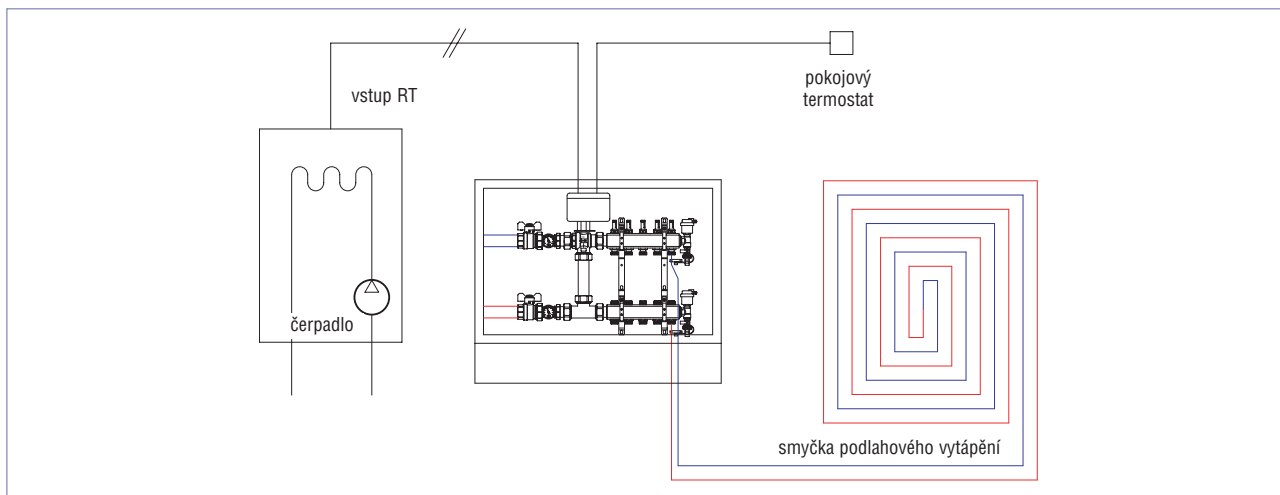 vstup RT
pokojový
termostat
čerpadlo
smyčka podlahového vytápění